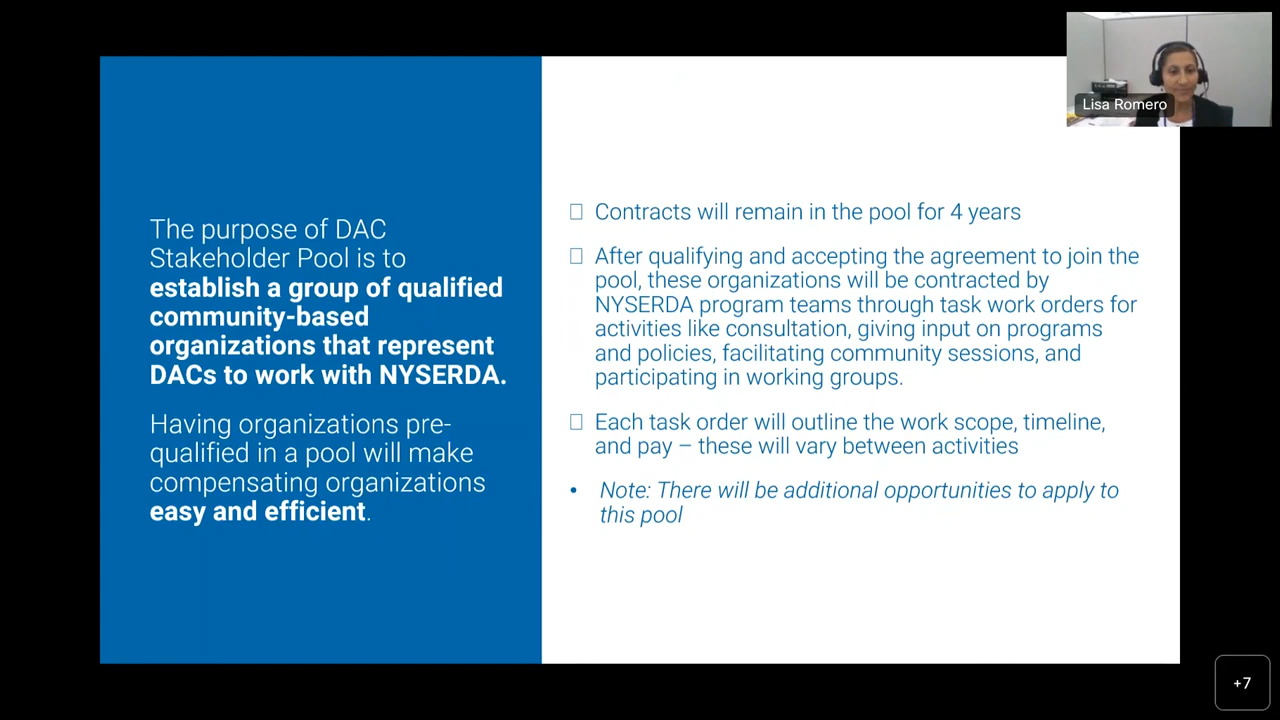 Lisa Romero
The purpose of DAC
Stakeholder Pool is to
establish a group of qualified
community-based
organizations that represent
DACs to work with NYSERDA.
Having organizations pre-
qualified in a pool will make
compensating organizations
easy and efficient.
Contracts will remain in the pool for 4 years
After qualifying and accepting the agreement to join the
pool, these organizations will be contracted by
NYSERDA program teams through task work orders for
activities like consultation, giving input on programs
and policies, facilitating community sessions, and
participating in working groups.
Each task order will outline the work scope, timeline,
and pay – these will vary between activities
• Note: There will be additional opportunities to apply to
this pool
+7